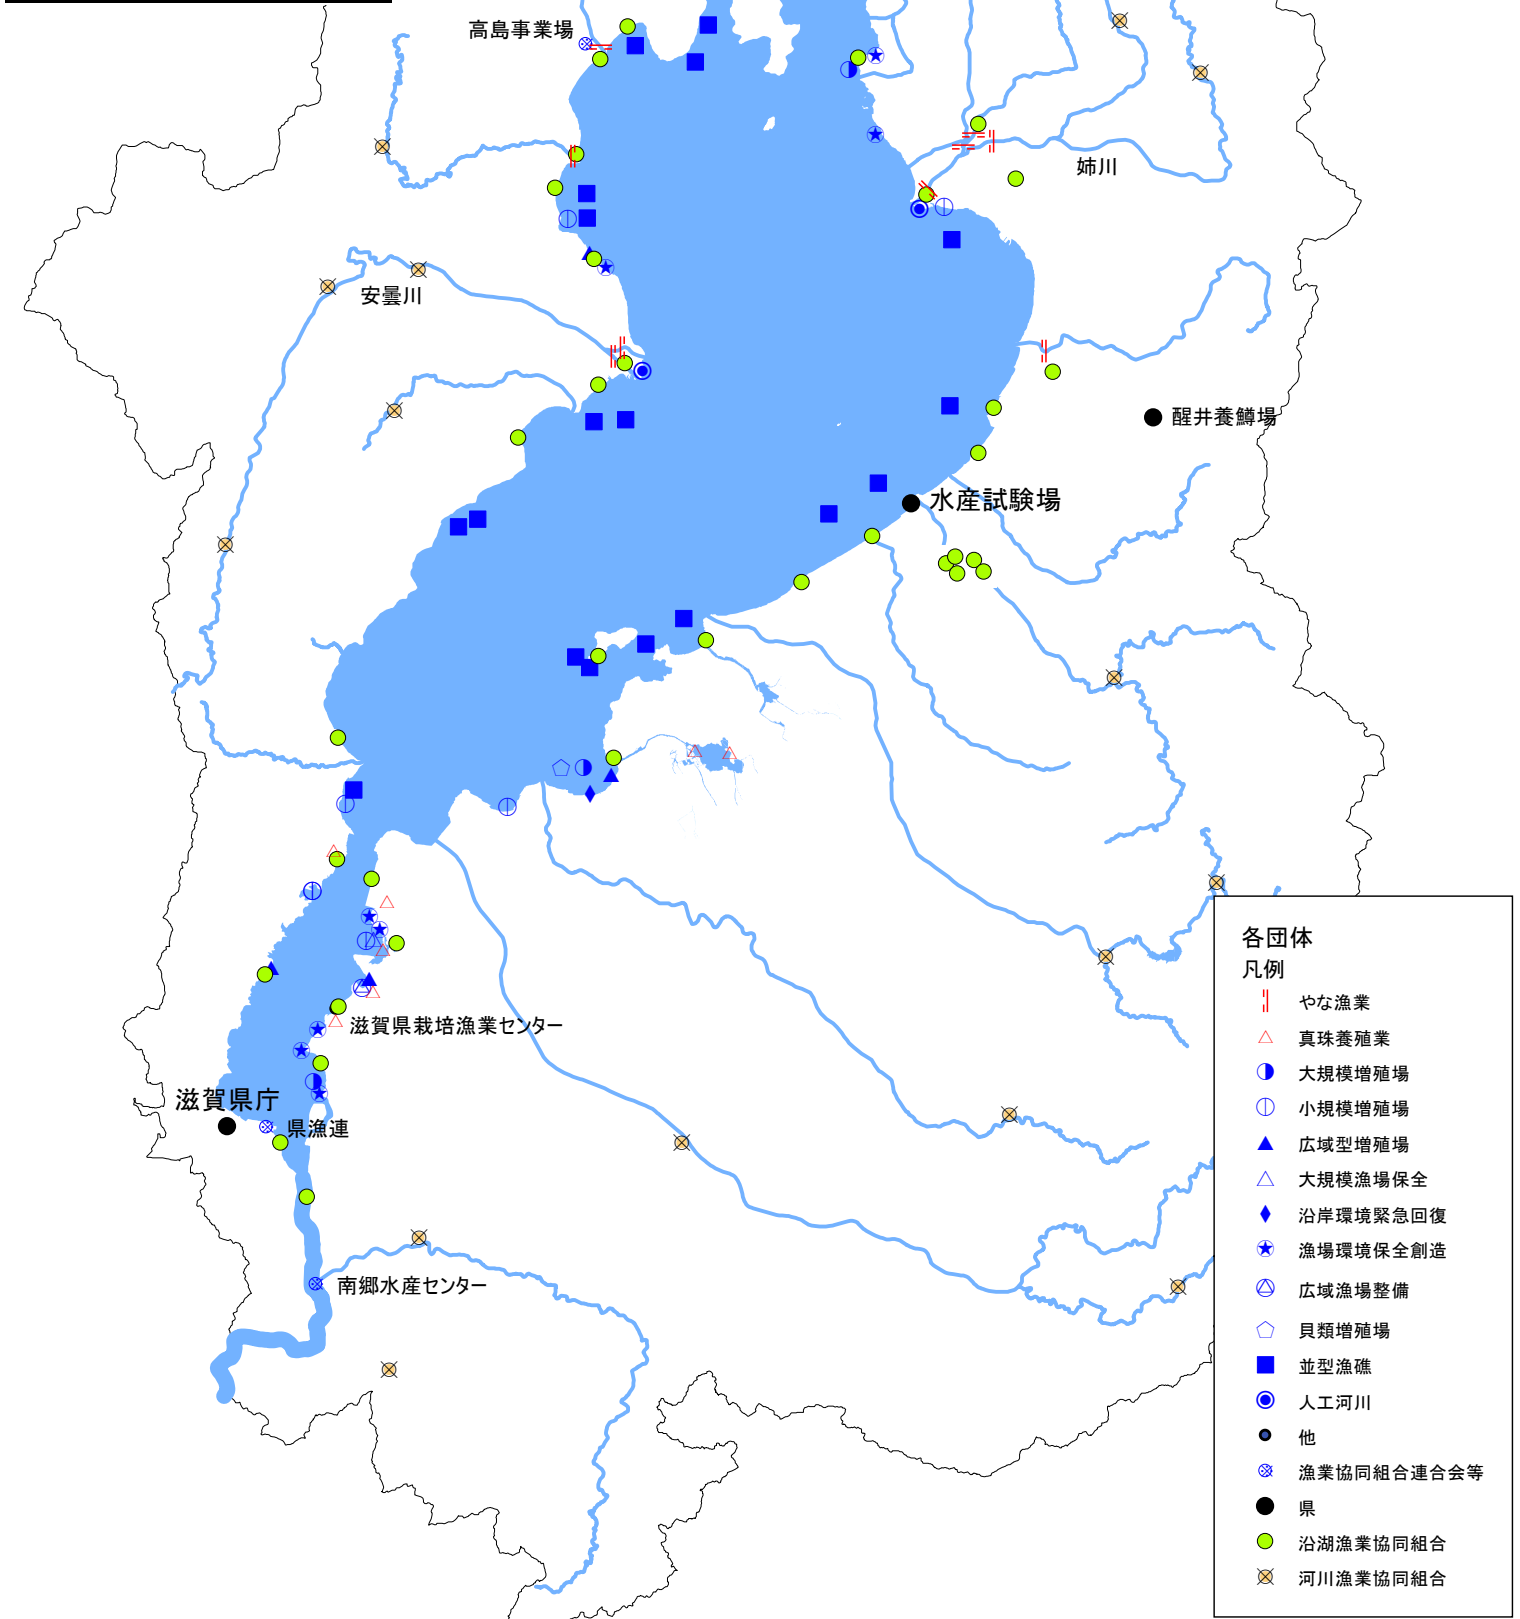 高島事業場
姉川
安曇川
醒井養鱒場
水産試験場
滋賀県栽培漁業センター
滋賀県庁
県漁連
南郷水産センター
各団体
凡例
やな漁業
真珠養殖業
大規模増殖場
小規模増殖場
広域型増殖場
大規模漁場保全
沿岸環境緊急回復
漁場環境保全創造
広域漁場整備
貝類増殖場
並型漁礁
人工河川
他
漁業協同組合連合会等
県
沿湖漁業協同組合
河川漁業協同組合